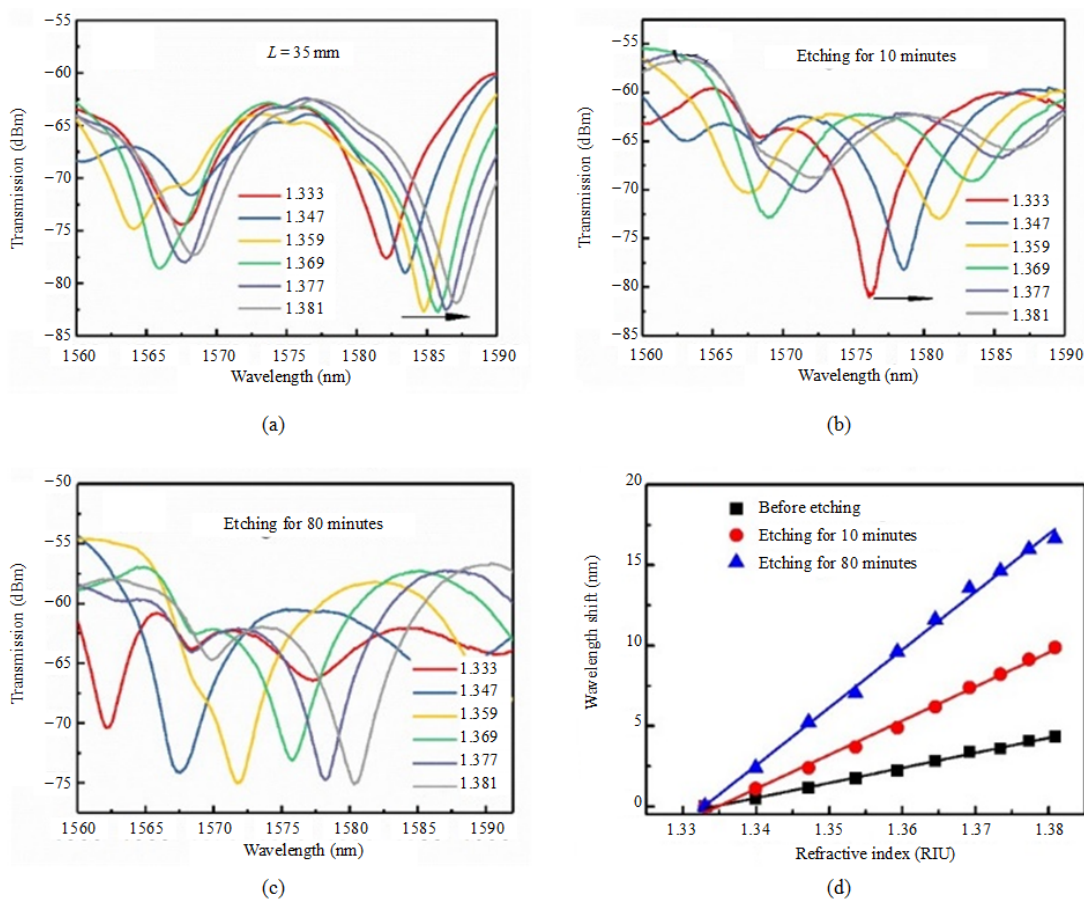 −55
−60
−65
−70
−75
−80
−85
Transmission (dBm)
L = 35 mm
1.333
1.347
1.359
1.369
1.377
1.381
1560 1565 1570 1575 1580 1585 1590
Wavelength (nm)
(a)
−55
−60
−65
−70
−75
−80
−85
Transmission (dBm)
Etching for 10 minutes
1.333
1.347
1.359
1.369
1.377
1.381
1560 1565 1570 1575 1580 1585 1590
Wavelength (nm)
(b)
−50
−55
−60
−65
−70
−75
Transmission (dBm)
Etching for 80 minutes
1.333
1.347
1.359
1.369
1.377
1.381
1560 1565 1570 1575 1580 1585 1590
Wavelength (nm)
(c)
20
15
10
5
0
Wavelength shift (nm)
Before etching
Etching for 10 minutes
Etching for 80 minutes
1.33 1.34 1.35 1.36 1.37 1.38
Refractive index (RIU)
(d)